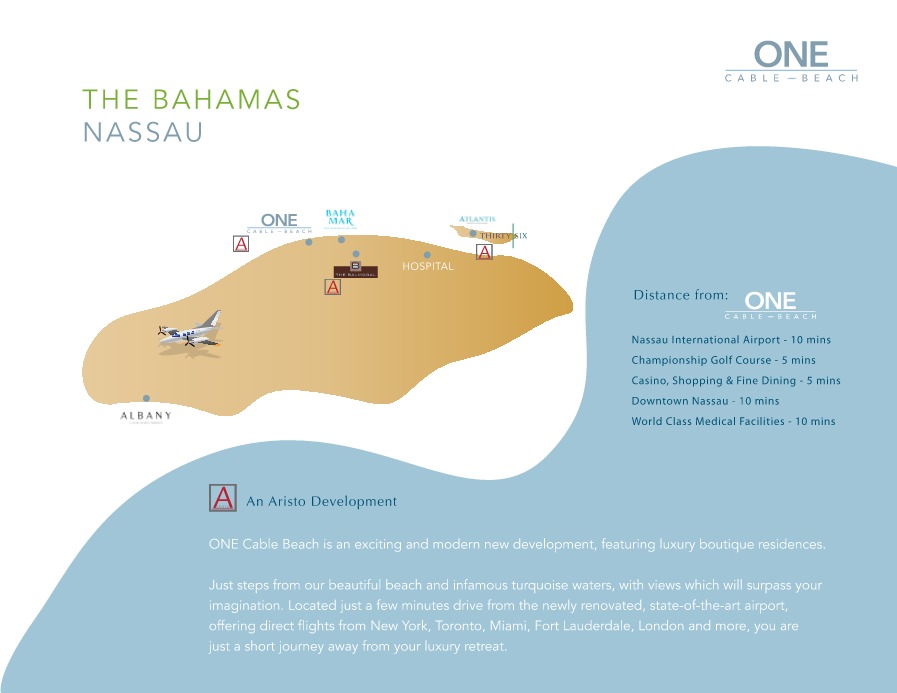 ONE
CABLE — BEACH
THE BAHAMAS
NASSAU
ONE
CABLE — BEACH
BAHA
MAR
ATLANTIS
THIRTY SIX
A
A
B
THE BALMORAL
HOSPITAL
A
ALBANY
Distance from: ONE
CABLE — BEACH
Nassau International Airport - 10 mins
Championship Golf Course - 5 mins
Casino, Shopping & Fine Dining - 5 mins
Downtown Nassau - 10 mins
World Class Medical Facilities - 10 mins
A An Aristo Development
ONE Cable Beach is an exciting and modern new development, featuring luxury boutique residences.
Just steps from our beautiful beach and infamous turquoise waters, with views which will surpass your
imagination. Located just a few minutes drive from the newly renovated, state-of-the-art airport,
offering direct flights from New York, Toronto, Miami, Fort Lauderdale, London and more, you are
just a short journey away from your luxury retreat.